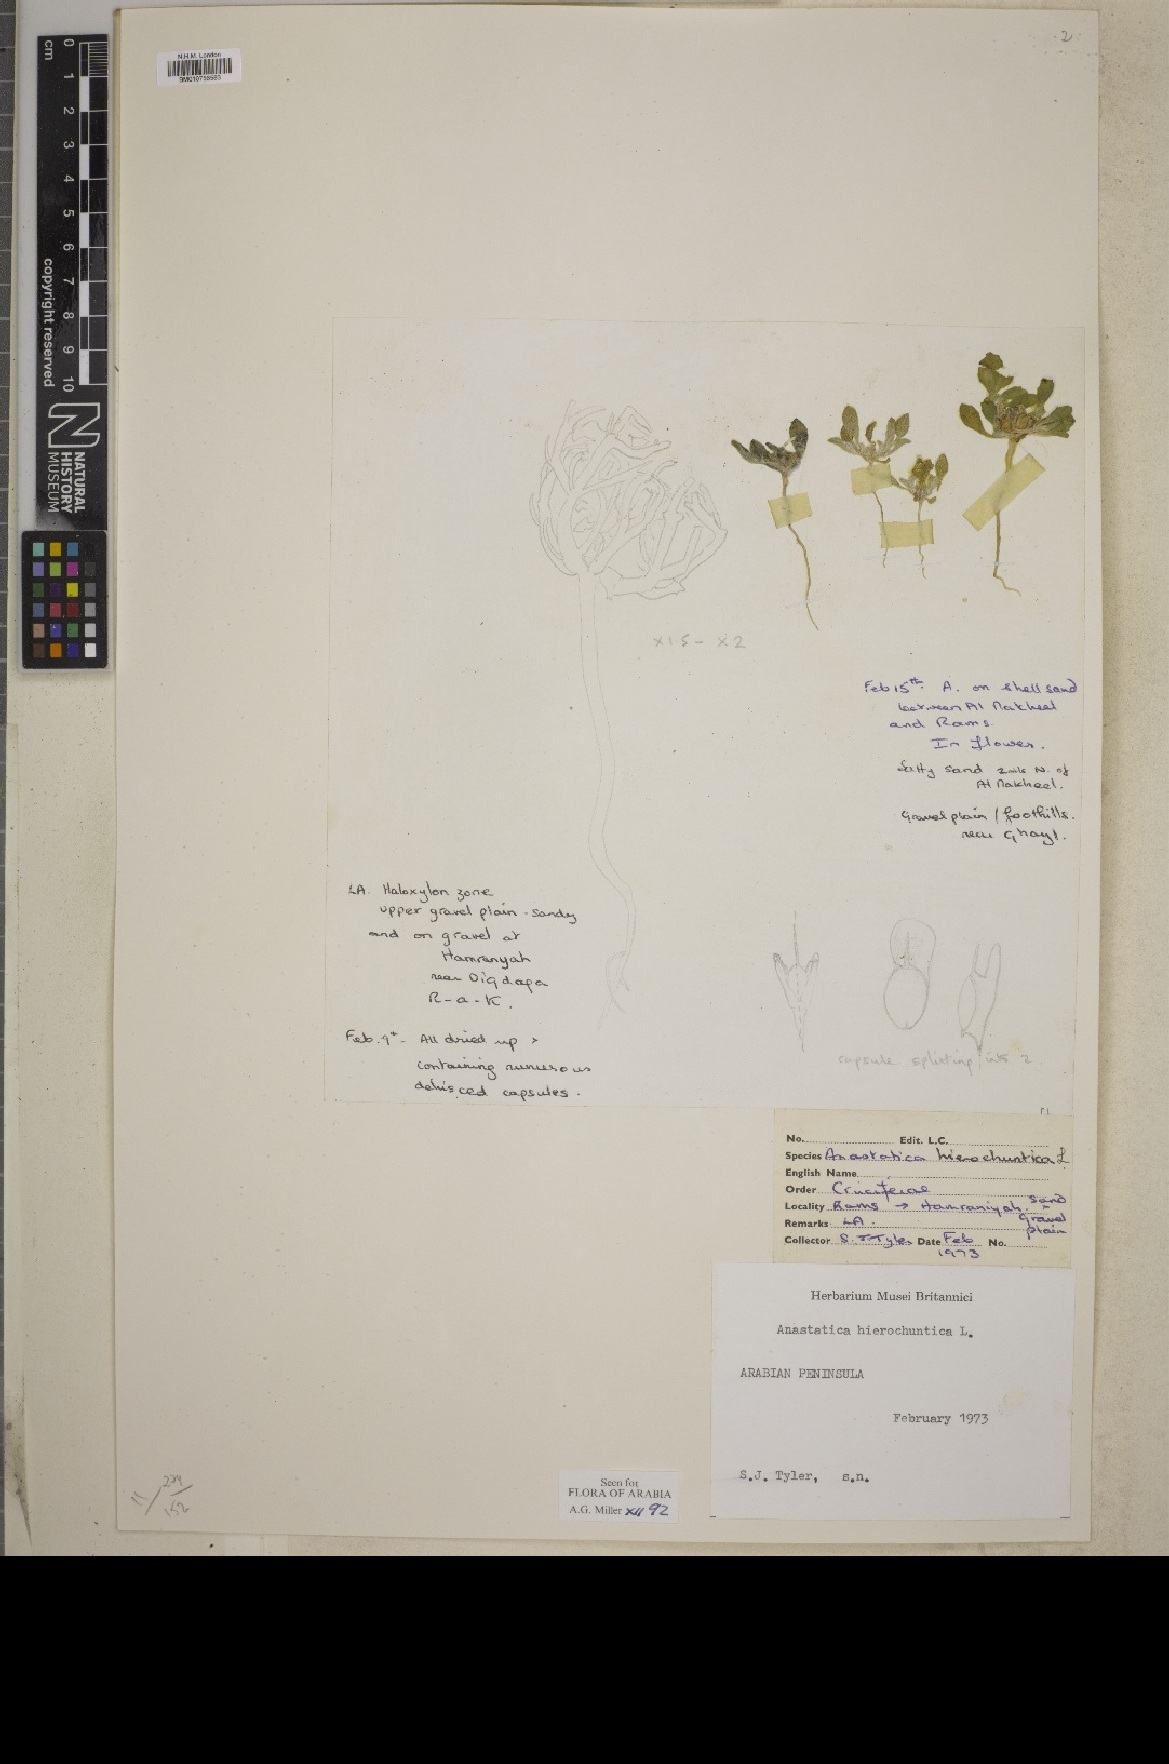 2
N.H.M. London
cm
0
1
2
3
4
5
6
7
8
9
10
copyright reserved
NATURAL
HISTORY
MUSEUM
x 1.5 - x 2
Feb 15th. A. on shell sand
between Al Nakheel
and Rams.
In flower.
Salty sand 2 mls N. of
Al Nakheel.
Gravel plain / foothills.
near Ghayl.
LA. Haloxylon zone
upper gravel plain - sandy
and on gravel at
Hamranyah
near Digdaga
R-a-K.
Feb. 9th - All dried up &
containing numerous
dehisced capsules.
capsule splitting into 2
No. Edit. L.C.
Species Anastatica hierochuntica L
English Name
Order Cruciferae
Locality Rams → Hamraniyah. Sand -
Gravel plain
Remarks LA.
Collector S. J. Tyler Date Feb 1973 No.
Herbarium Musei Britannici
Anastatica hierochuntica L.
ARABIAN PENINSULA
February 1973
S.J. Tyler, s.n.
Seen for
FLORA OF ARABIA
A.G. Miller XII 92
11/
152